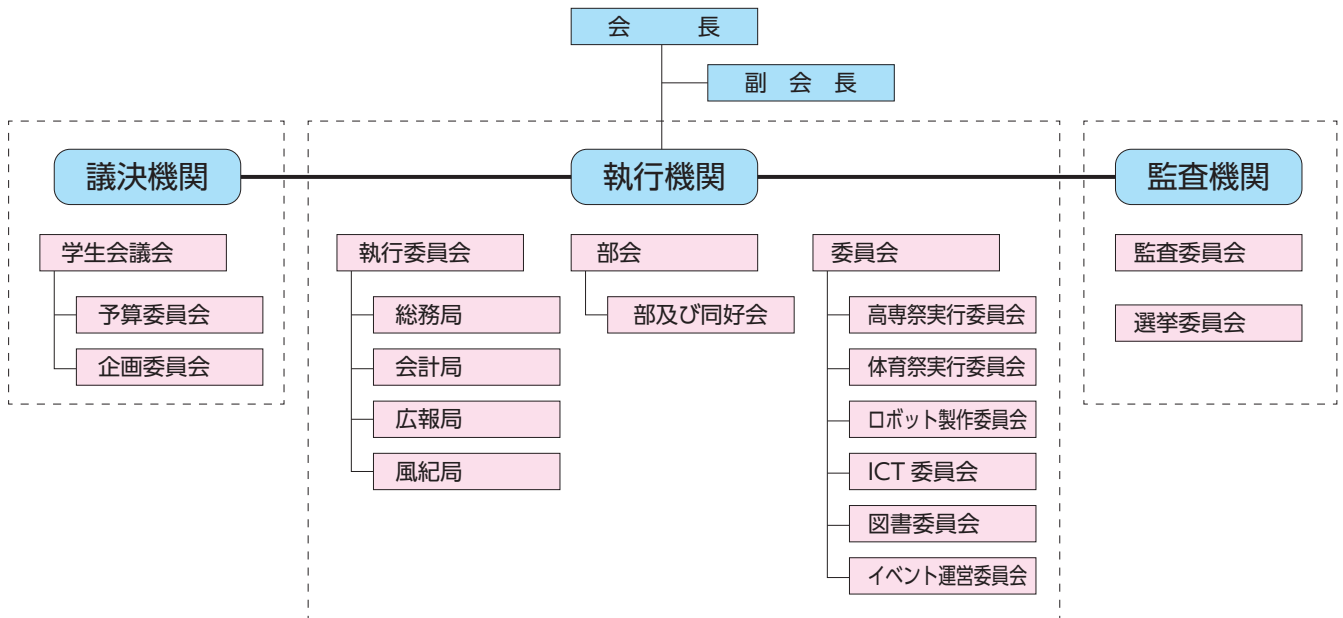 会長
副会長
議決機関
執行機関
監査機関
学生会議会
予算委員会
企画委員会
執行委員会
総務局
会計局
広報局
風紀局
部会
部及び同好会
委員会
高専祭実行委員会
体育祭実行委員会
ロボット製作委員会
ICT 委員会
図書委員会
イベント運営委員会
監査委員会
選挙委員会